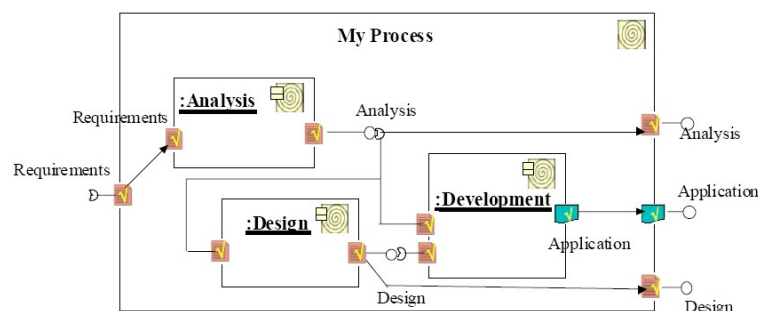 My Process
:Analysis
Analysis
Requirements
Analysis
Requirements
:Development
Application
:Design
Application
Design
Design